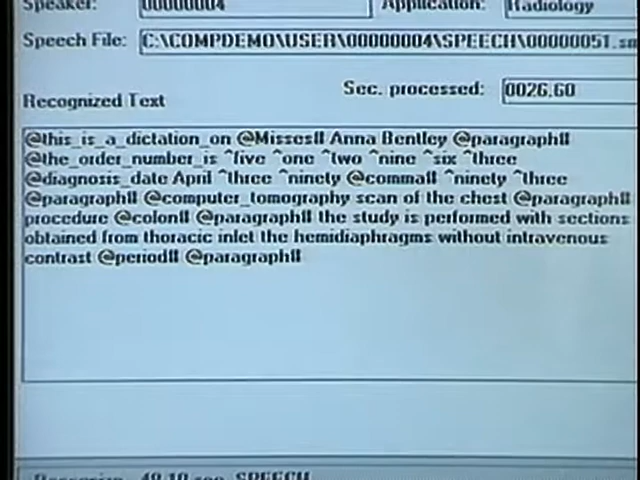 Speaker: 00000004 Application: Radiology
Speech File: C:\COMPDEMO\USER\00000004\SPEECH\00000051.sm
Sec. processed: 0026,60
Recognized Text
@this_is_a_dictation_on @Misses!! Anna Bentley @paragraph!!
@the_order_number_is ^five ^one ^two ^nine ^six ^three
@diagnosis_date April ^three ^ninety @comma!! ^ninety ^three
@paragraph!! @computer_tomography scan of the chest @paragraph!!
procedure @colon!! @paragraph!! the study is performed with sections
obtained from thoracic inlet the hemidiaphragms without intravenous
contrast @period!! @paragraph!!
SPEECH